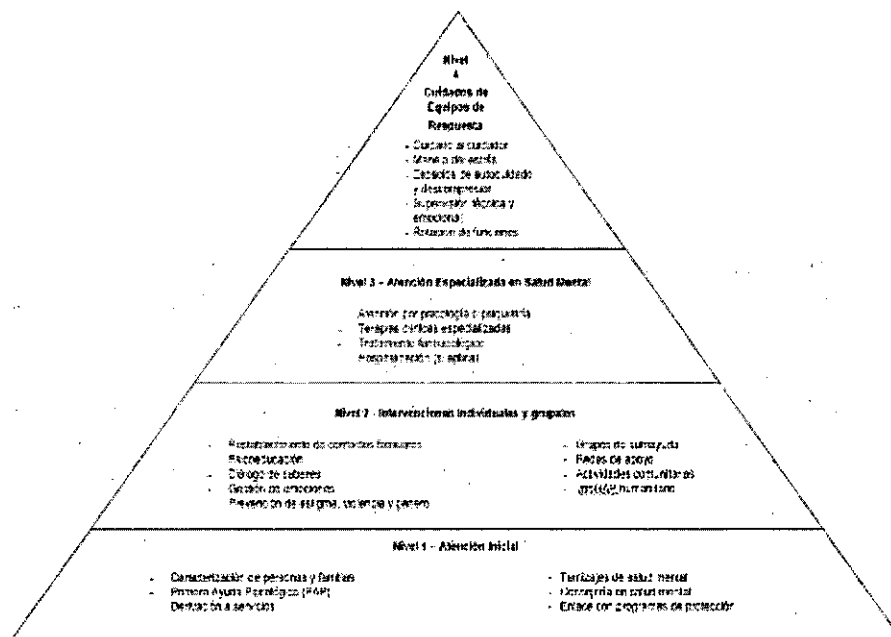 Nivel
4
Cuidados de
Equipos de
Respuesta
- Cuidado al cuidador
- Manejo del estrés
- Espacios de autocuidado
y descompresión
- Supervisión técnica y
emocional
- Rotación de funciones
Nivel 3 – Atención Especializada en Salud Mental
Atención por psicología o psiquiatría
- Terapias clínicas especializadas
- Tratamiento farmacológico
Hospitalización (si aplica)
Nivel 2 - Intervenciones Individuales y grupales
- Restablecimiento de contactos familiares
- Psicoeducación
- Diálogo de saberes
- Gestión de emociones
Prevención de estigma, violencia y género
- Grupos de autoayuda
- Redes de apoyo
- Actividades comunitarias
- humanitario
Nivel 1 – Atención Inicial
- Caracterización de personas y familias
- Primera Ayuda Psicológica (PAP)
Derivación a servicios
- Tamizajes de salud mental
- Consejería en salud mental
- Enlace con programas de protección